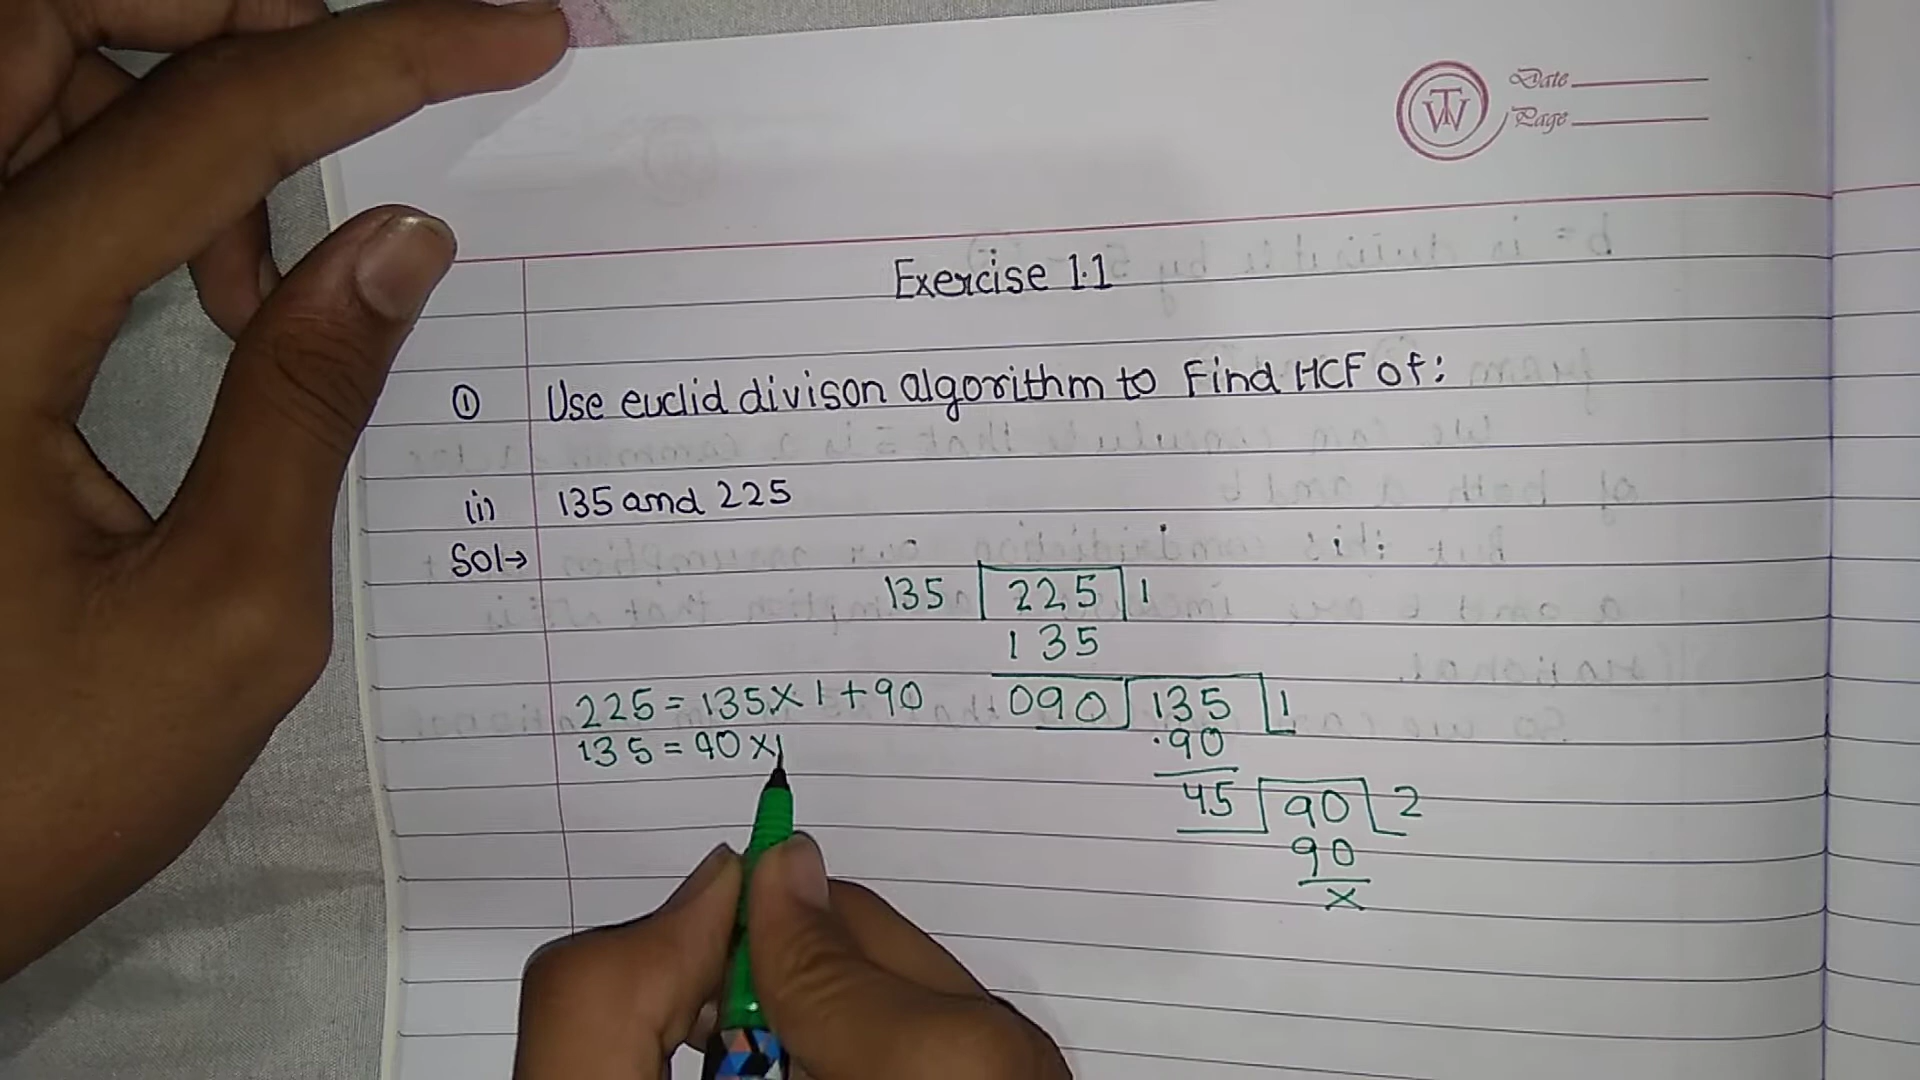 Date
Page
Exercise 1.1
① Use euclid divison algorithm to Find HCF of:
(i) 135 and 225
Sol→
135 225 1
135
225 = 135 × 1 + 90 090 135 1
135 = 90 × 1 90
45 90 2
90
×